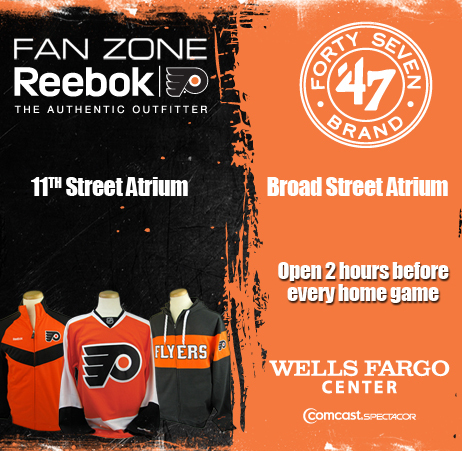 FAN ZONE
Reebok
THE AUTHENTIC OUTFITTER
11TH Street Atrium
FLYERS
FORTY SEVEN
'47
BRAND
Broad Street Atrium
Open 2 hours before
every home game
WELLS FARGO
CENTER
comcast.SPECTACOR